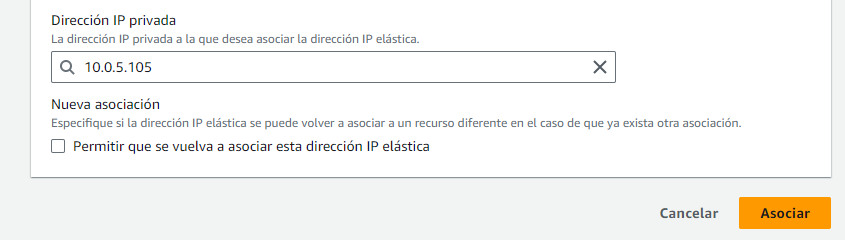 Dirección IP privada
La dirección IP privada a la que desea asociar la dirección IP elástica.
10.0.5.105
Nueva asociación
Especifique si la dirección IP elástica se puede volver a asociar a un recurso diferente en el caso de que ya exista otra asociación.
Permitir que se vuelva a asociar esta dirección IP elástica
Cancelar Asociar